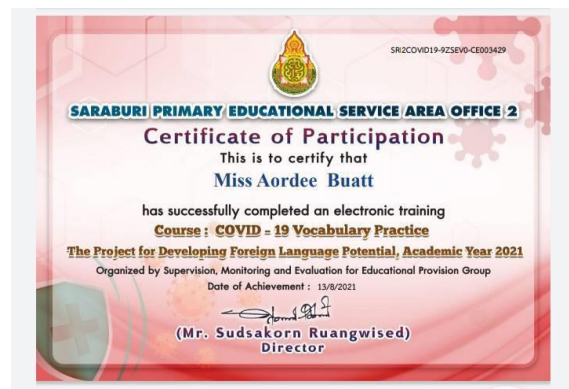 SRI2COVID19-9ZSEV0-CE003429
SARABURI PRIMARY EDUCATIONAL SERVICE AREA OFFICE 2
Certificate of Participation
This is to certify that
Miss Aordee Buatt
has successfully completed an electronic training
Course : COVID - 19 Vocabulary Practice
The Project for Developing Foreign Language Potential, Academic Year 2021
Organized by Supervision, Monitoring and Evaluation for Educational Provision Group
Date of Achievement : 13/8/2021
(Mr. Sudsakorn Ruangwised)
Director